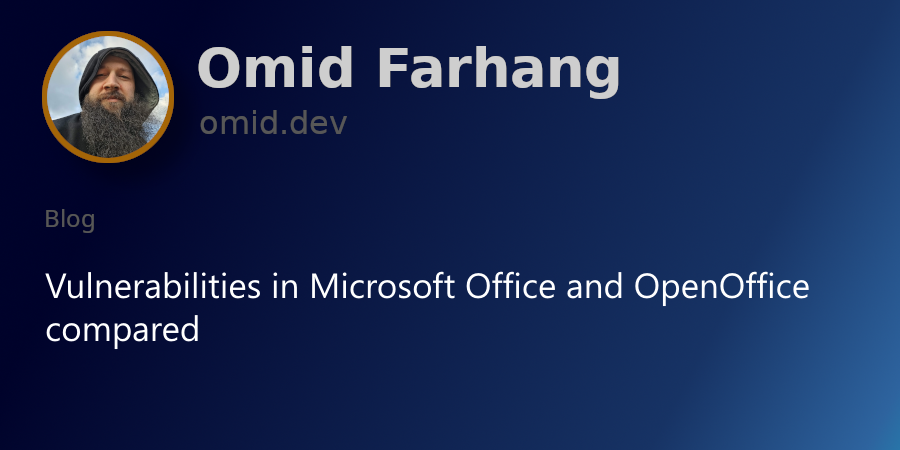 Omid Farhang
omid.dev
Blog
Vulnerabilities in Microsoft Office and OpenOffice
compared